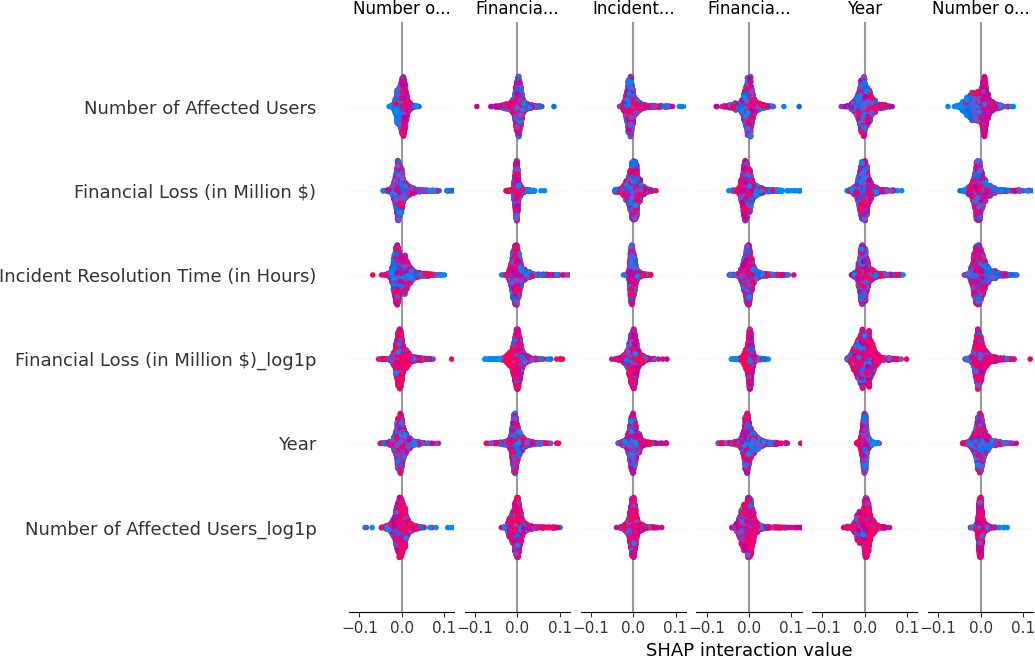 Number o... Financia... Incident... Financia... Year Number o...
Number of Affected Users
Financial Loss (in Million $)
Incident Resolution Time (in Hours)
Financial Loss (in Million $)_log1p
Year
Number of Affected Users_log1p
−0.1 0.0 0.1 −0.1 0.0 0.1 −0.1 0.0 0.1 −0.1 0.0 0.1 −0.1 0.0 0.1 −0.1 0.0 0.1
SHAP interaction value